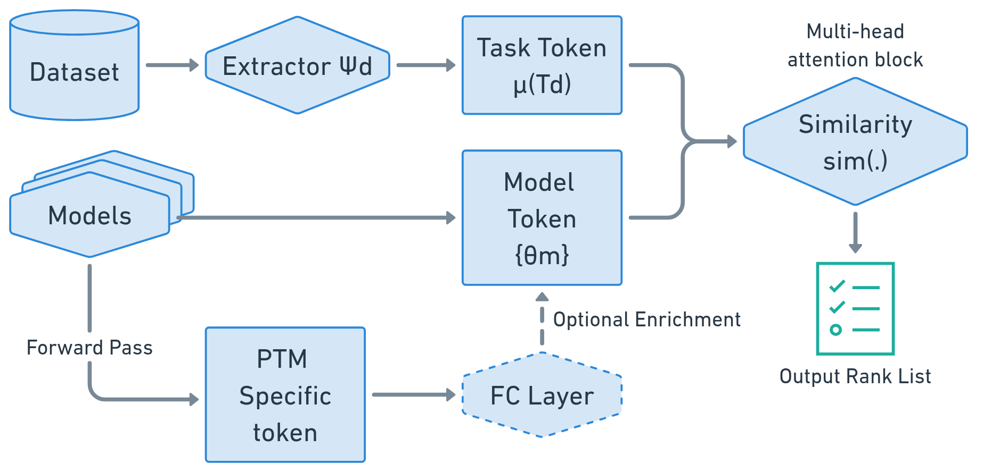 Dataset
Extractor Ψd
Task Token
μ(Td)
Multi-head
attention block
Similarity
sim(.)
Models
Model
Token
{θm}
Forward Pass
PTM
Specific
token
FC Layer
Optional Enrichment
Output Rank List